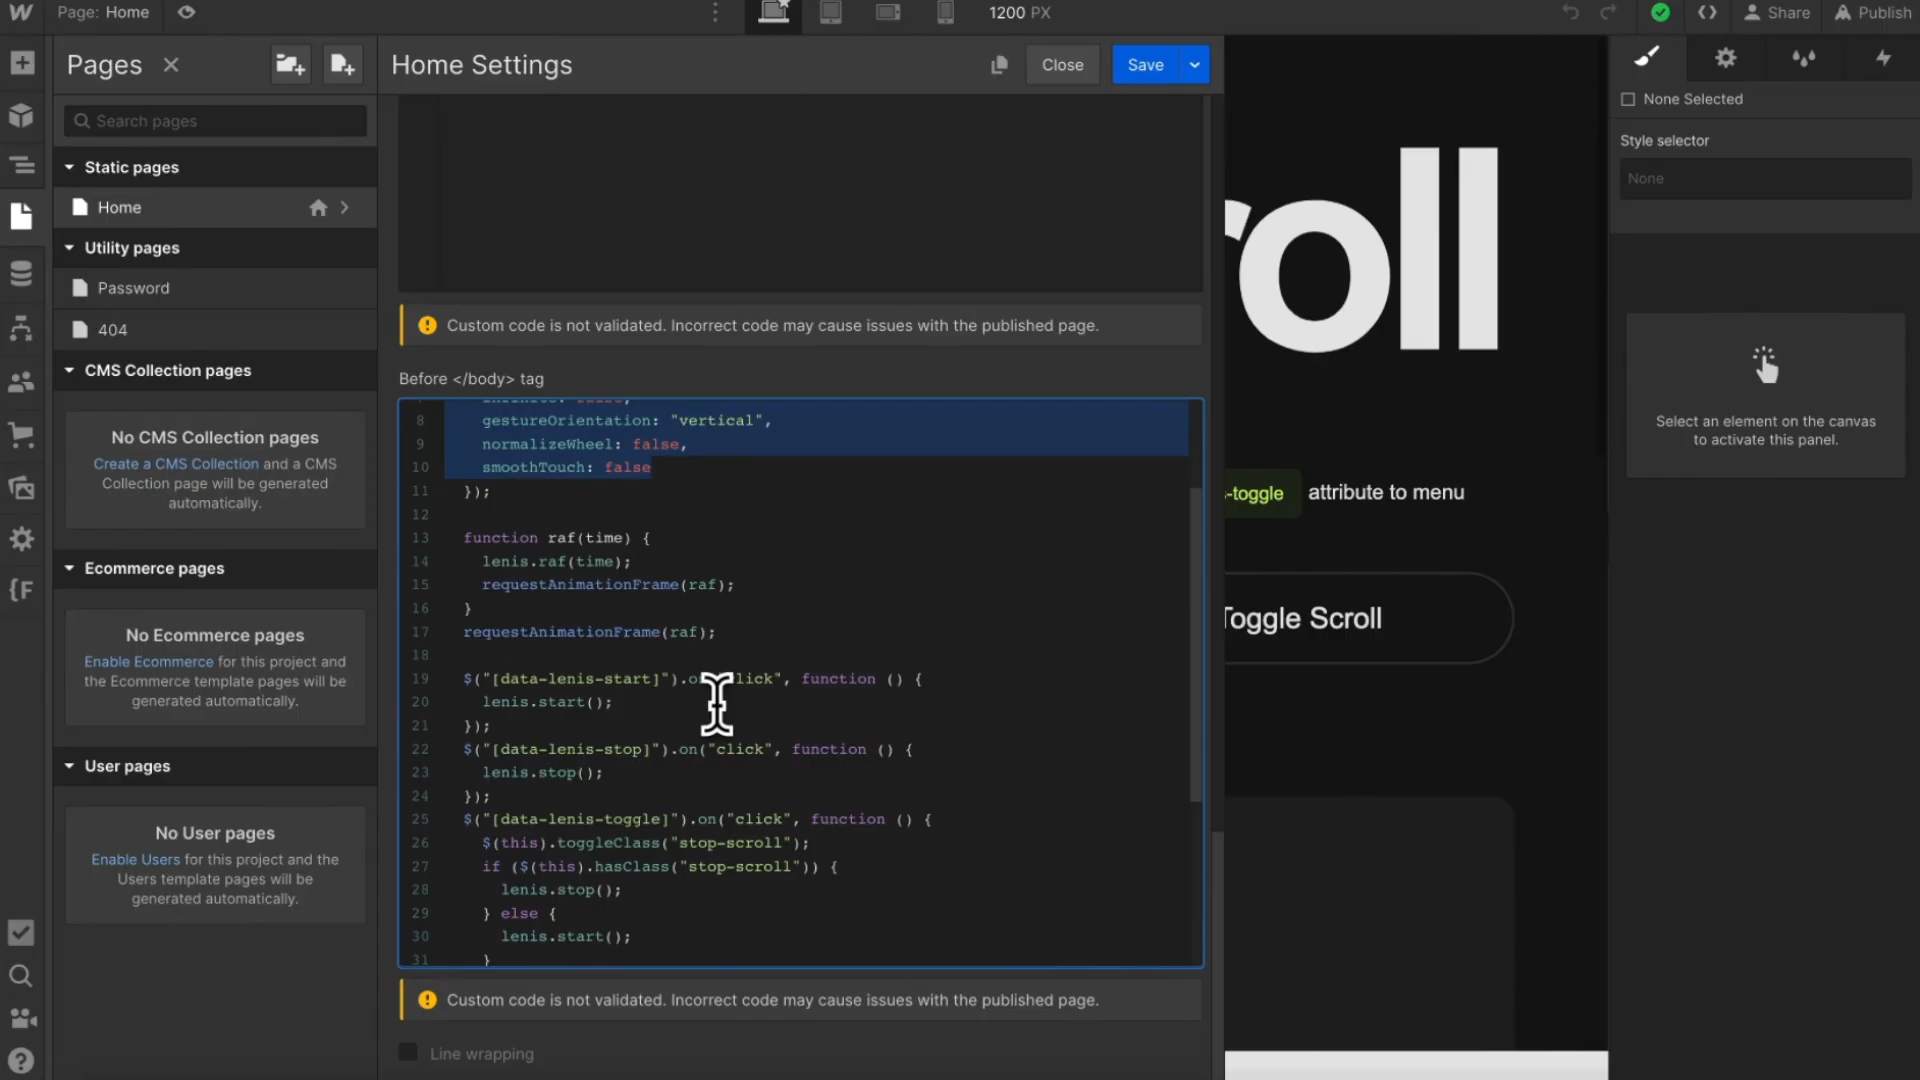 Page: Home
1200 PX
Share
Publish
Pages
Home Settings
Close
Save
Search pages
Static pages
Home
Utility pages
Password
404
CMS Collection pages
No CMS Collection pages
Create a CMS Collection and a CMS
Collection page will be generated
automatically.
Ecommerce pages
No Ecommerce pages
Enable Ecommerce for this project and
the Ecommerce template pages will be
generated automatically.
User pages
No User pages
Enable Users for this project and the
Users template pages will be
generated automatically.
Custom code is not validated. Incorrect code may cause issues with the published page.
Before </body> tag
8 gestureOrientation: "vertical",
9 normalizeWheel: false,
10 smoothTouch: false
11 });
12
13 function raf(time) {
14 lenis.raf(time);
15 requestAnimationFrame(raf);
16 }
17 requestAnimationFrame(raf);
18
19 $("[data-lenis-start]").o lick", function () {
20 lenis.start();
21 });
22 $("[data-lenis-stop]").on("click", function () {
23 lenis.stop();
24 });
25 $("[data-lenis-toggle]").on("click", function () {
26 $(this).toggleClass("stop-scroll");
27 if ($(this).hasClass("stop-scroll")) {
28 lenis.stop();
29 } else {
30 lenis.start();
31 }
Custom code is not validated. Incorrect code may cause issues with the published page.
Line wrapping
roll
s-toggle attribute to menu
Toggle Scroll
None Selected
Style selector
None
Select an element on the canvas
to activate this panel.